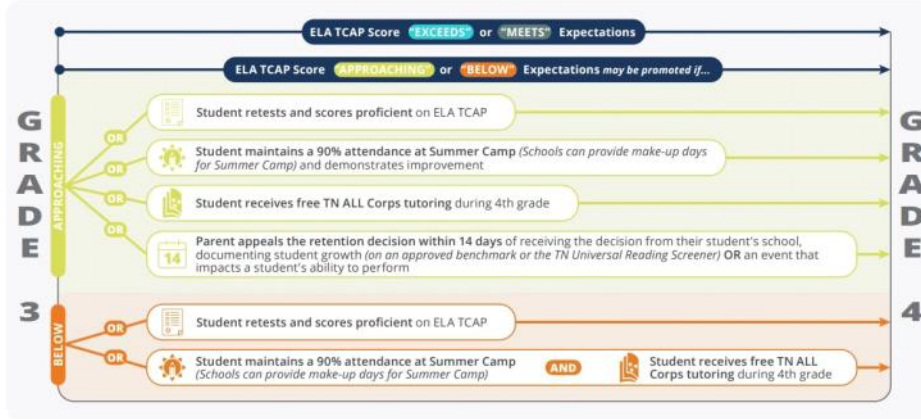 ELA TCAP Score "EXCEEDS" or "MEETS" Expectations
ELA TCAP Score "APPROACHING" or "BELOW" Expectations may be promoted if...
GRADE 3
APPROACHING
OR
Student retests and scores proficient on ELA TCAP
OR
Student maintains a 90% attendance at Summer Camp (Schools can provide make-up days
for Summer Camp) and demonstrates improvement
OR
Student receives free TN ALL Corps tutoring during 4th grade
OR
14
Parent appeals the retention decision within 14 days of receiving the decision from their student's school,
documenting student growth (on an approved benchmark or the TN Universal Reading Screener) OR an event that
impacts a student's ability to perform
BELOW
OR
Student retests and scores proficient on ELA TCAP
OR
Student maintains a 90% attendance at Summer Camp
(Schools can provide make-up days for Summer Camp)
AND
Student receives free TN ALL
Corps tutoring during 4th grade
GRADE 4